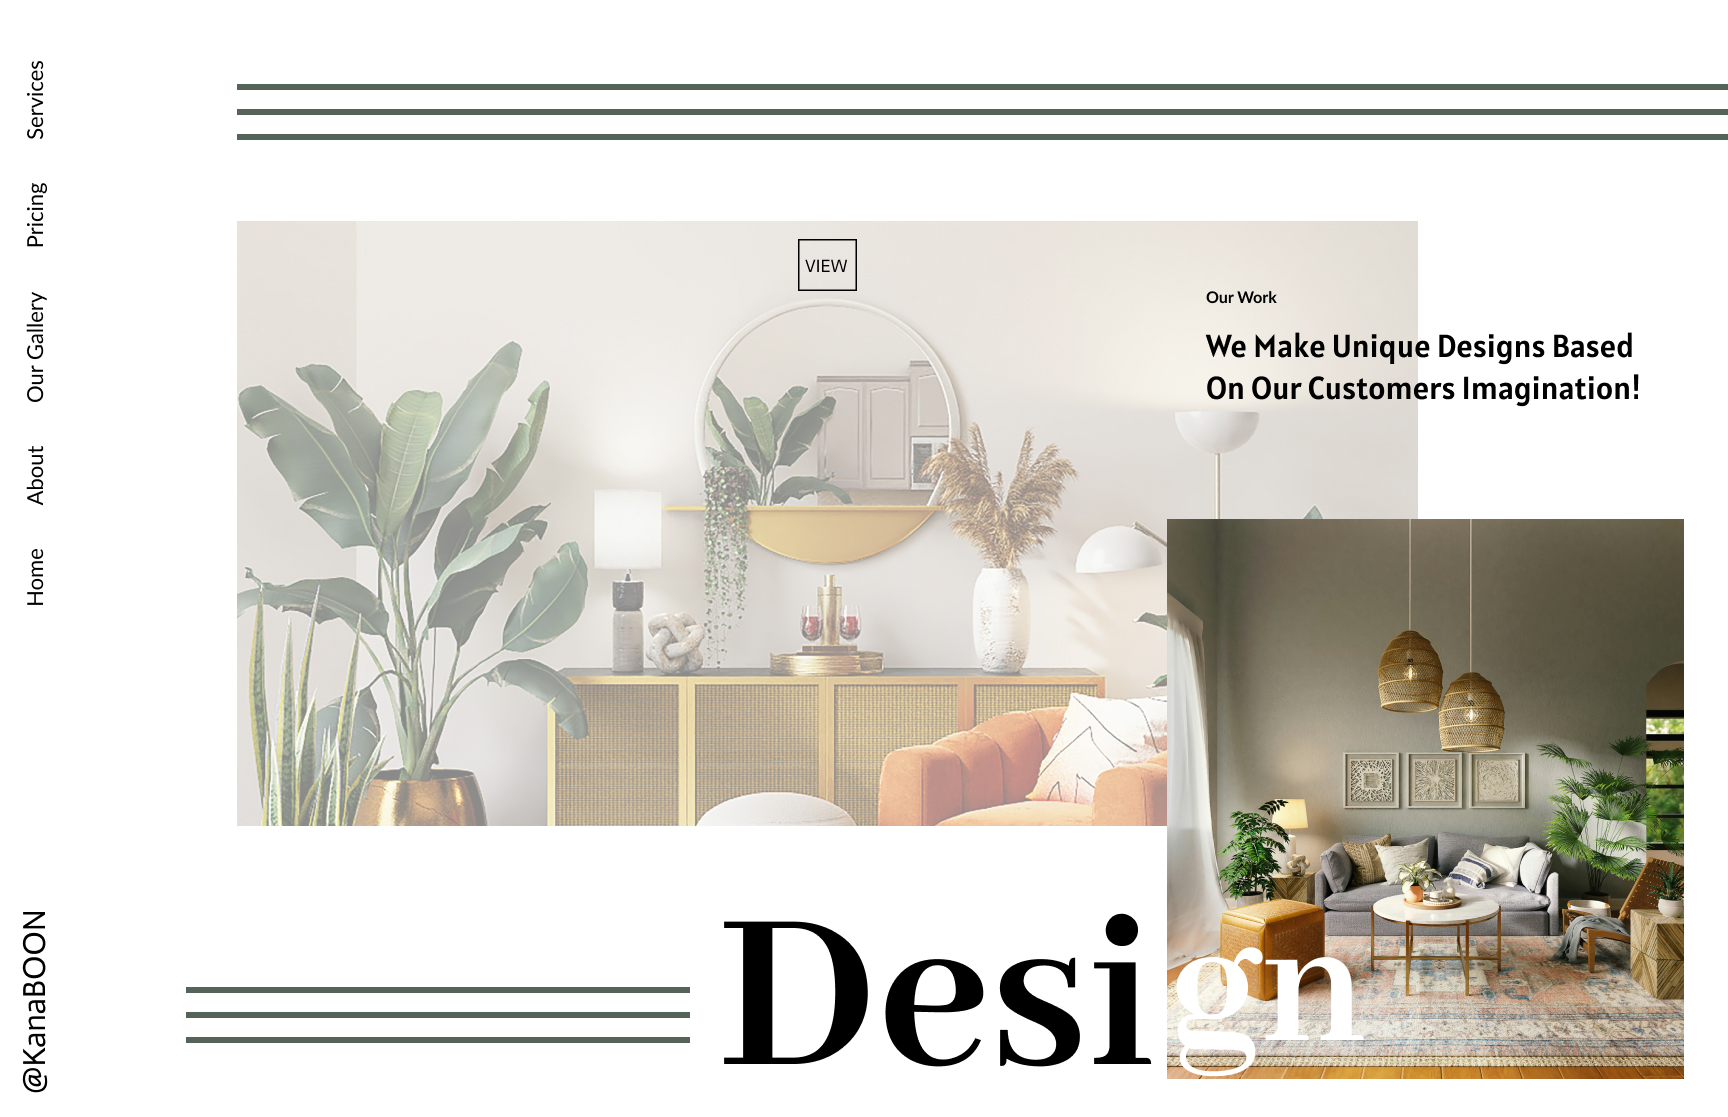 Services
Pricing
Our Gallery
About
Home
@KanaBOON
VIEW
Our Work
We Make Unique Designs Based
On Our Customers Imagination!
Design